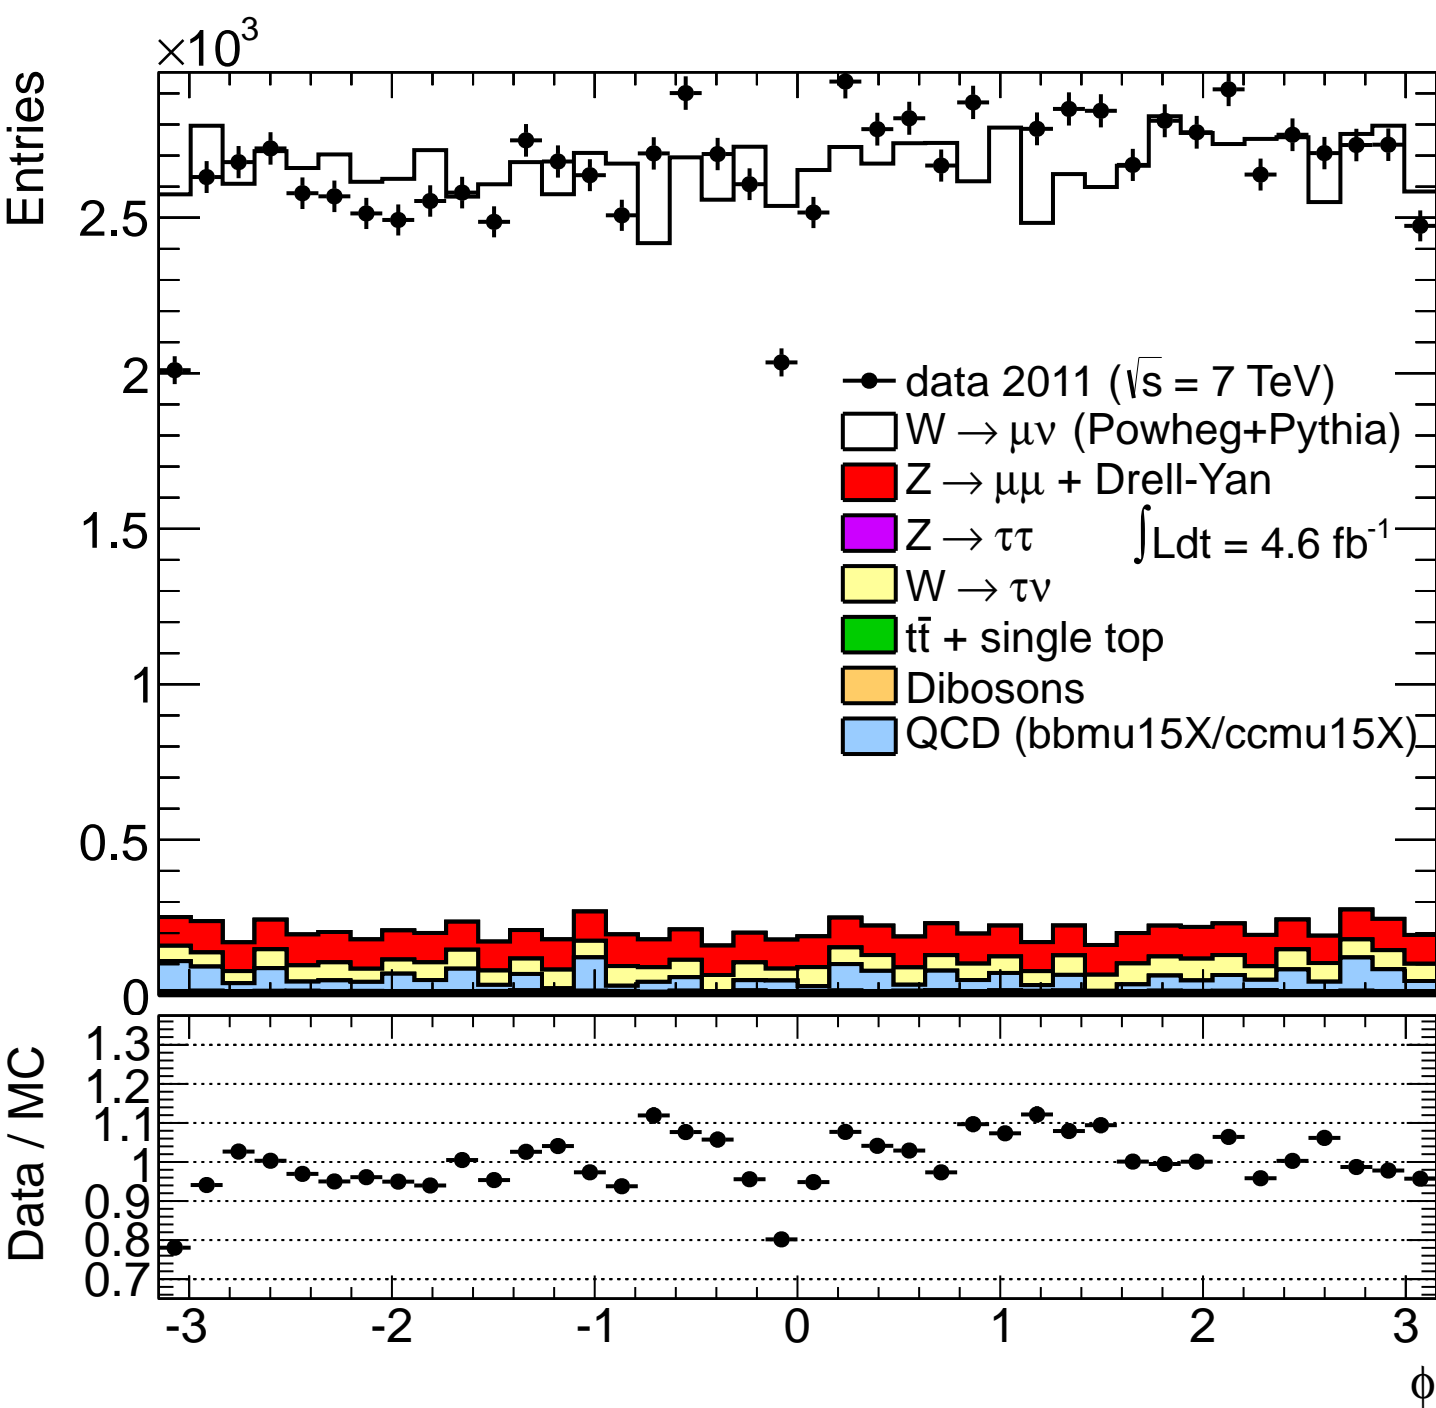 ×10³
Entries
2.5
2
1.5
1
0.5
0
data 2011 (√s = 7 TeV)
W → μν (Powheg+Pythia)
Z → μμ + Drell-Yan
Z → ττ
∫Ldt = 4.6 fb⁻¹
W → τν
tt̄ + single top
Dibosons
QCD (bbmu15X/ccmu15X)
Data / MC
1.3
1.2
1.1
1
0.9
0.8
0.7
-3 -2 -1 0 1 2 3
ϕ